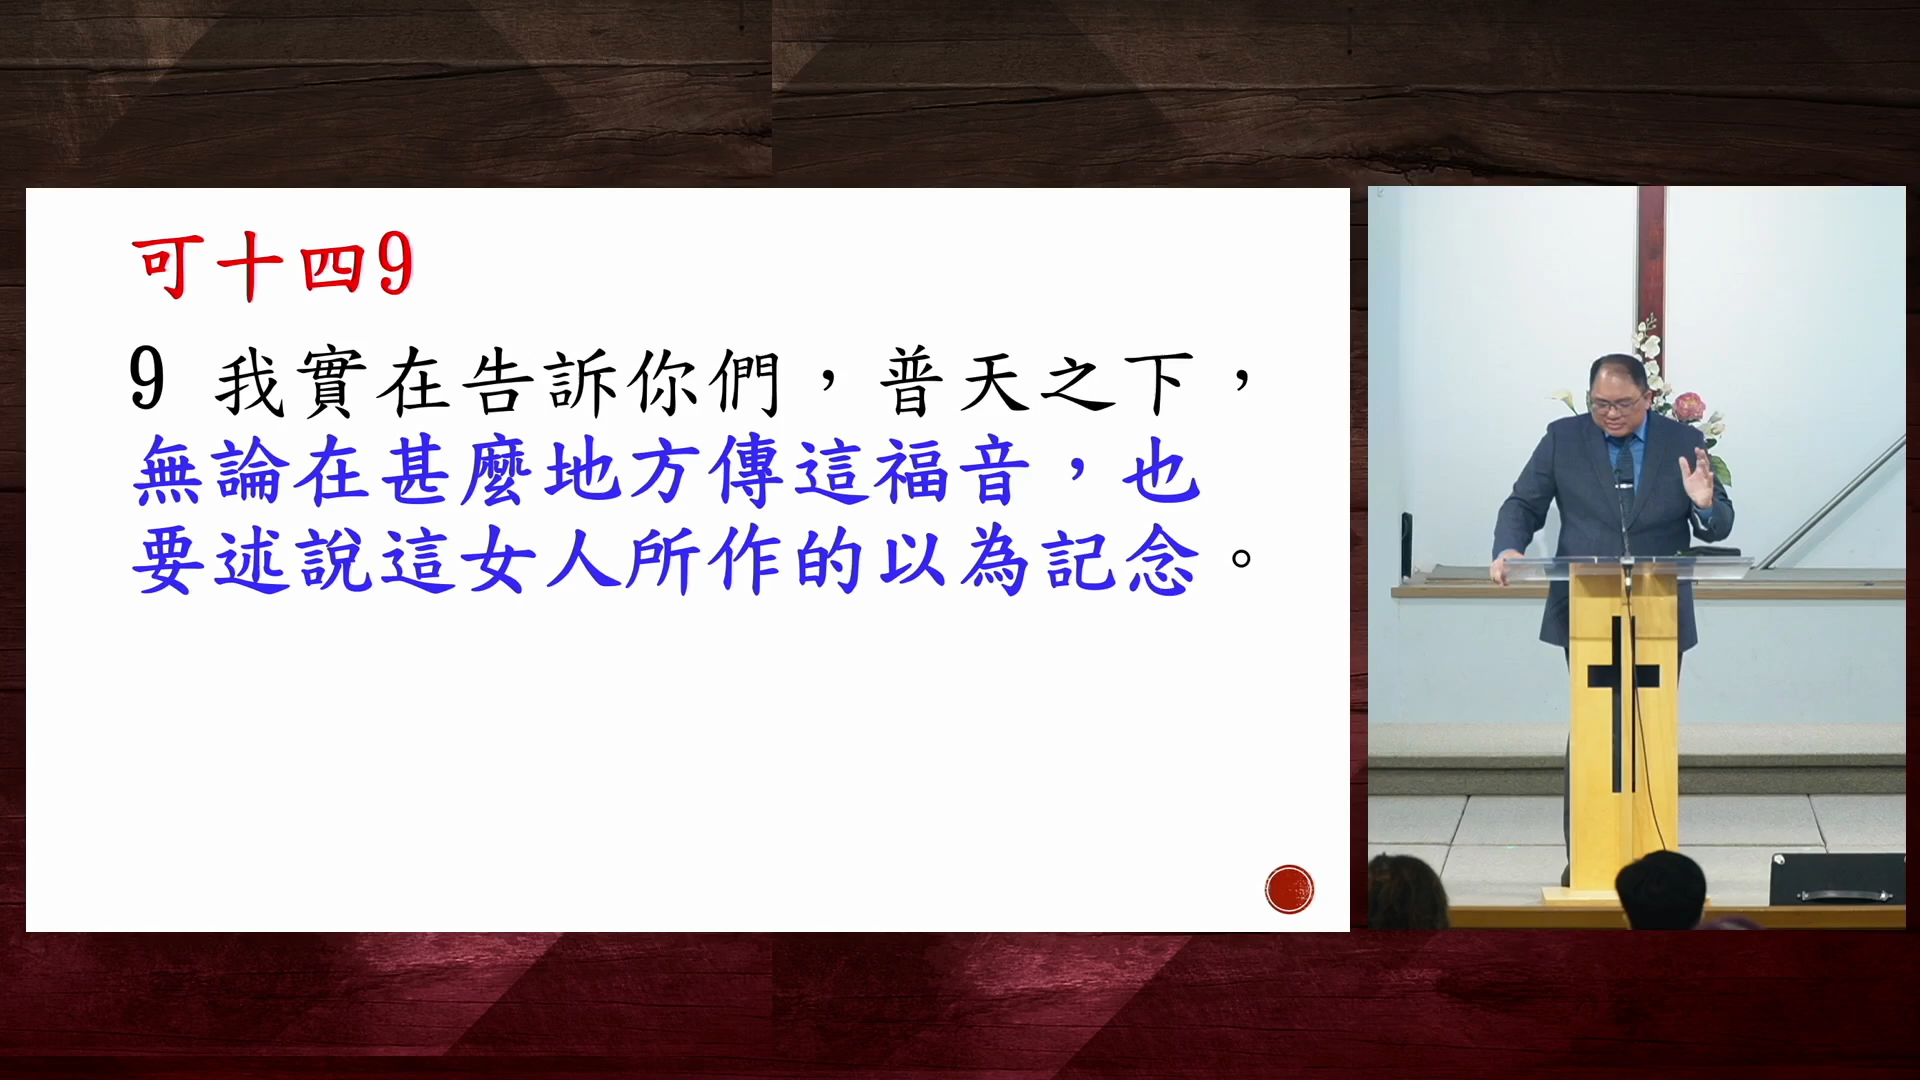 可十四9
9 我實在告訴你們，普天之下，
無論在甚麼地方傳這福音，也
要述說這女人所作的以為記念。